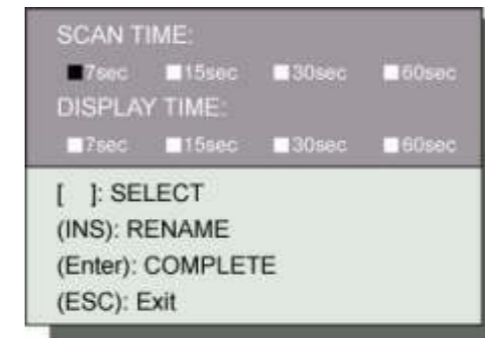 SCAN TIME:
■7sec ■15sec ■30sec ■60sec
DISPLAY TIME:
■7sec ■15sec ■30sec ■60sec
[ ]: SELECT
(INS): RENAME
(Enter): COMPLETE
(ESC): Exit